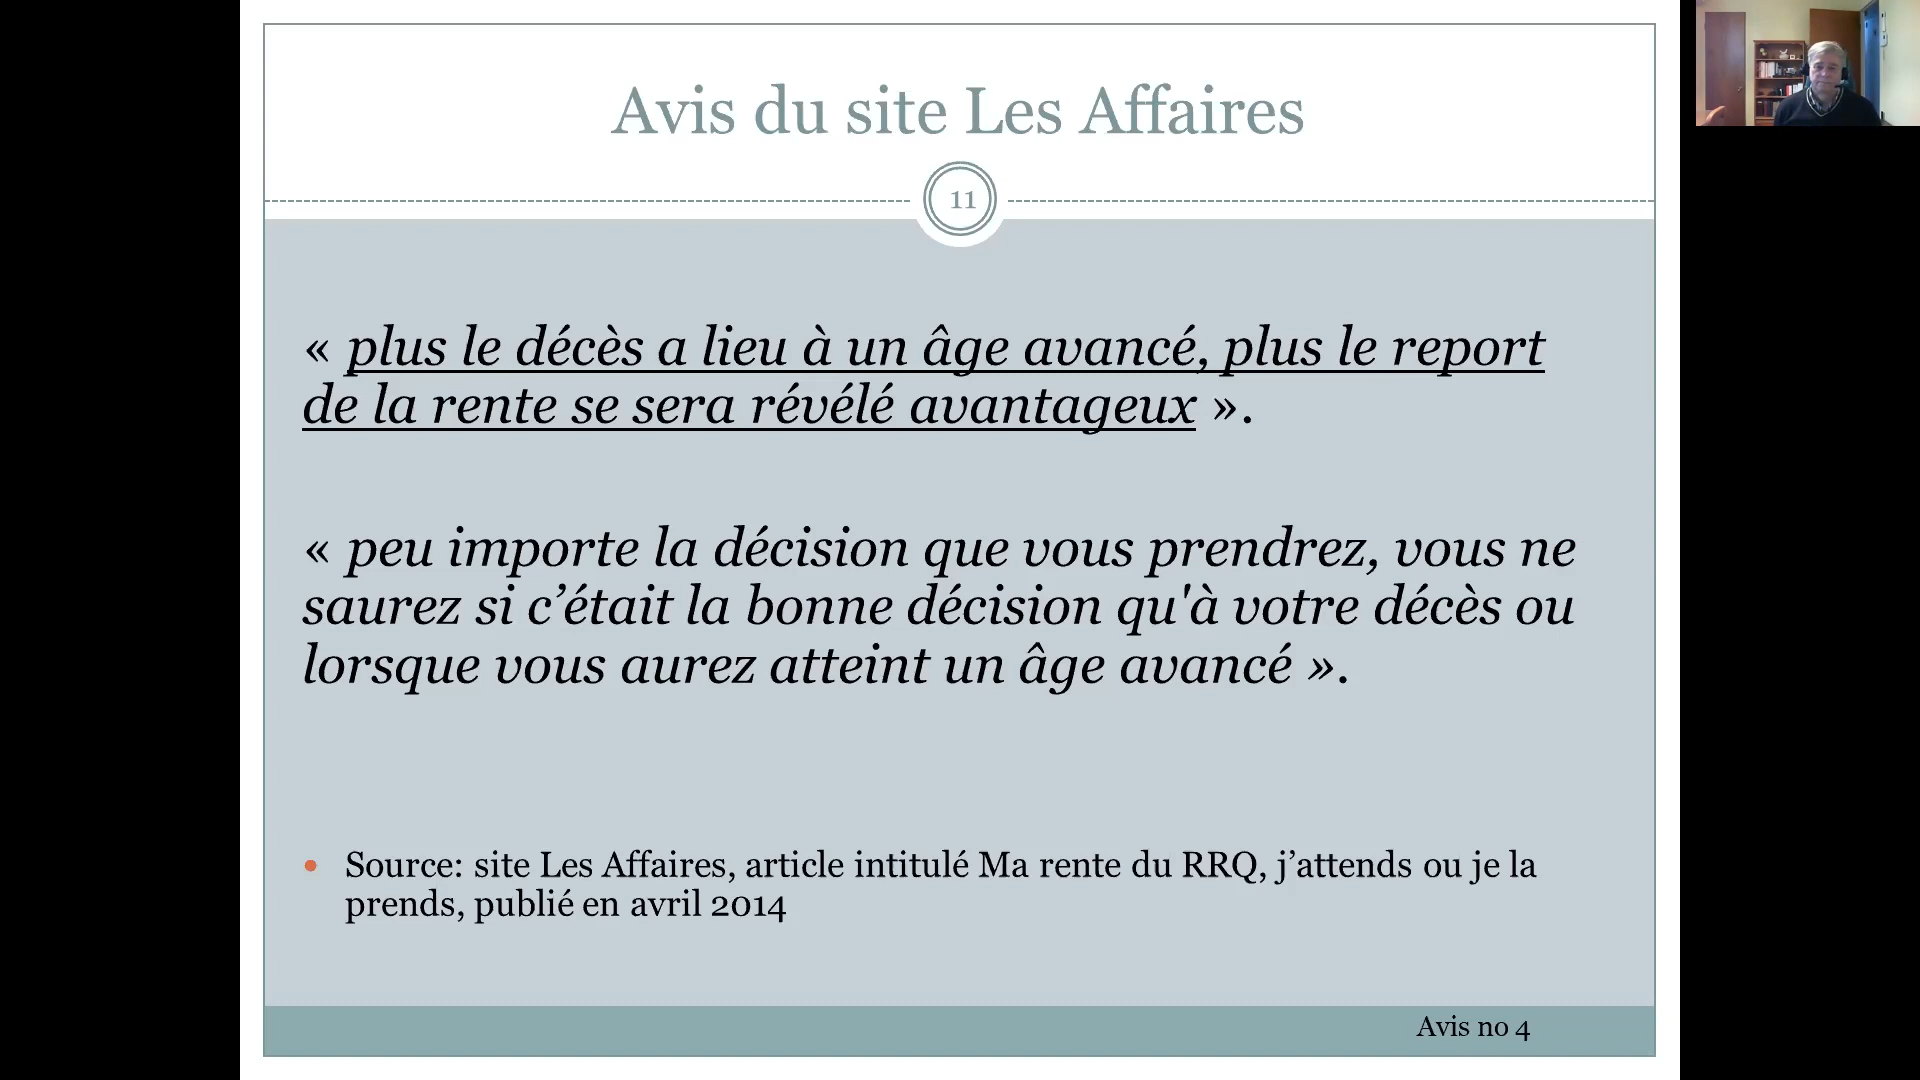 Avis du site Les Affaires
11
« plus le décès a lieu à un âge avancé, plus le report
de la rente se sera révélé avantageux ».
« peu importe la décision que vous prendrez, vous ne
saurez si c’était la bonne décision qu'à votre décès ou
lorsque vous aurez atteint un âge avancé ».
• Source: site Les Affaires, article intitulé Ma rente du RRQ, j’attends ou je la
prends, publié en avril 2014
Avis no 4